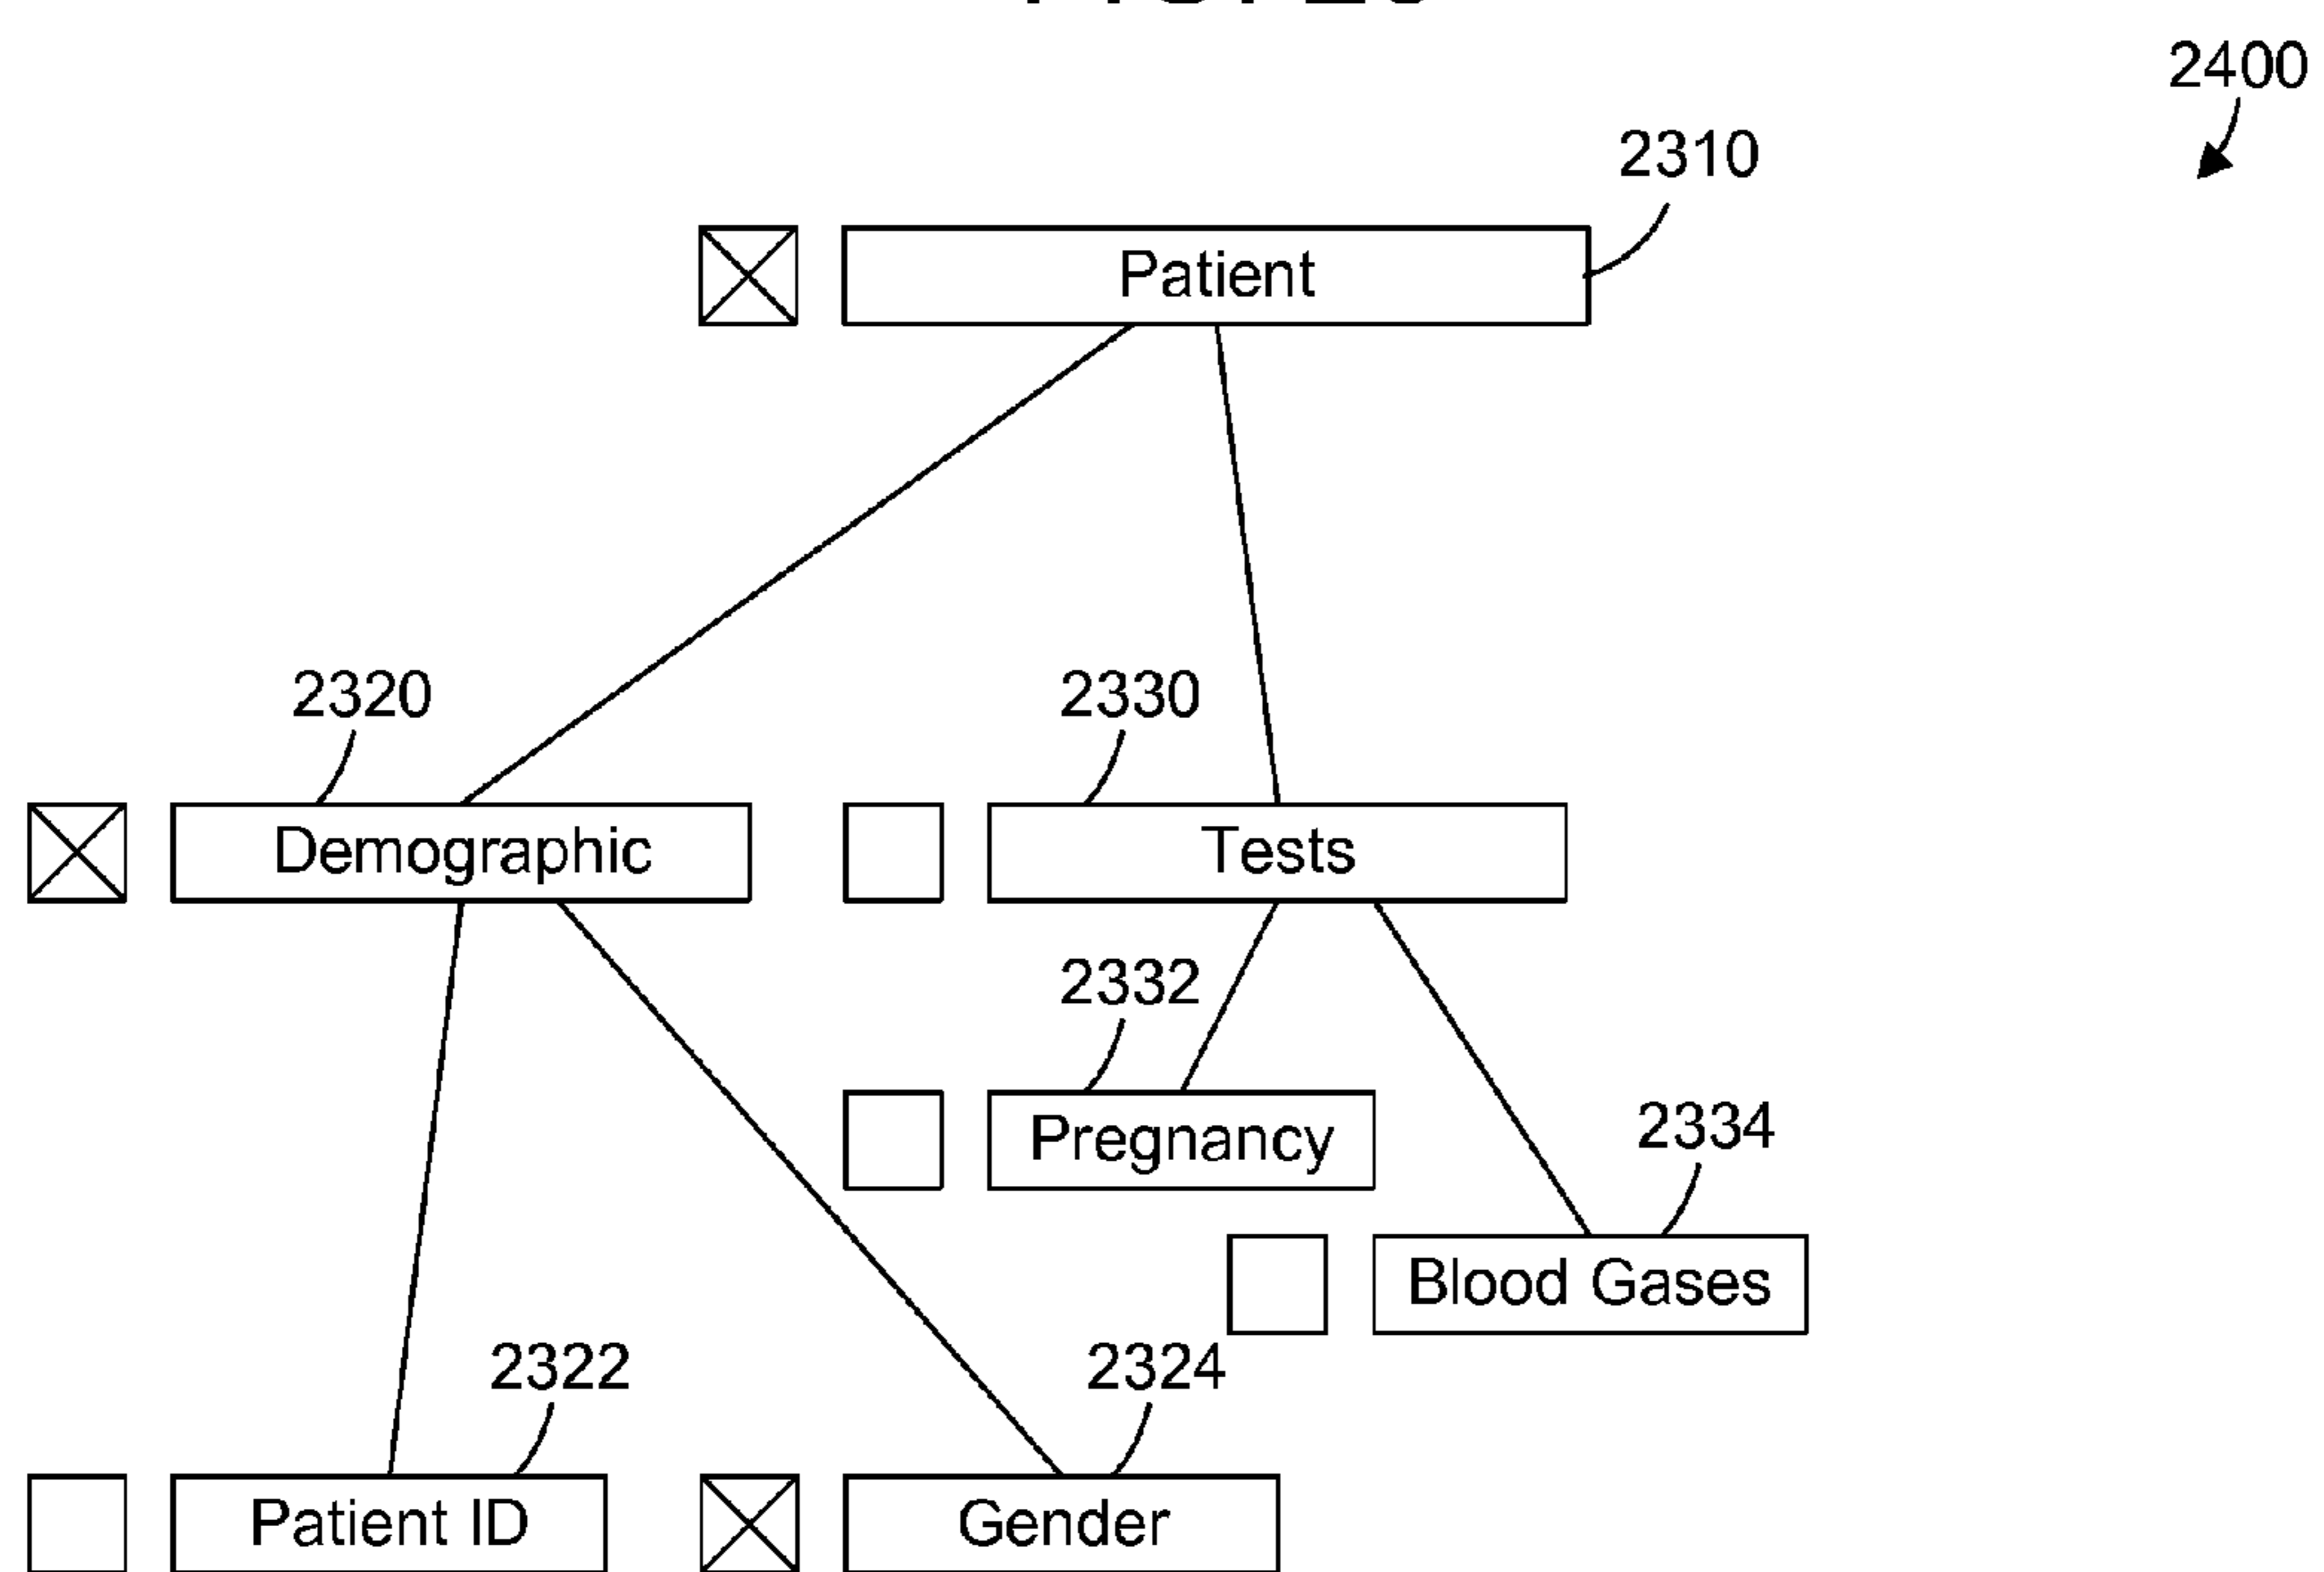 2400
2310
Patient
2320
2330
Demographic
Tests
2332
Pregnancy
2334
Blood Gases
2322
2324
Patient ID
Gender